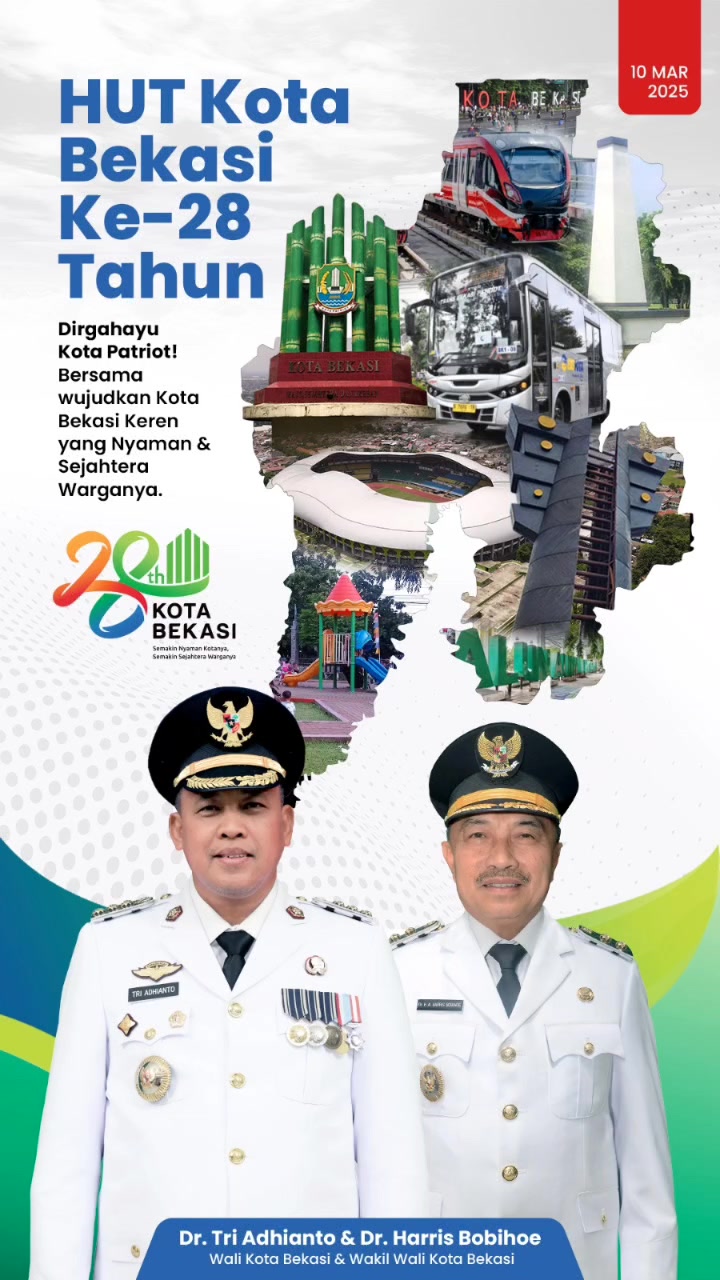 10 MAR
2025
HUT Kota
Bekasi
Ke-28
Tahun
Dirgahayu
Kota Patriot!
Bersama
wujudkan Kota
Bekasi Keren
yang Nyaman &
Sejahtera
Warganya.
28th
KOTA
BEKASI
Semakin Nyaman Kotanya,
Semakin Sejahtera Warganya
KOTA BEKASI
KOTA BEKASI
TRI ADHIANTO
Dr. Tri Adhianto & Dr. Harris Bobihoe
Wali Kota Bekasi & Wakil Wali Kota Bekasi